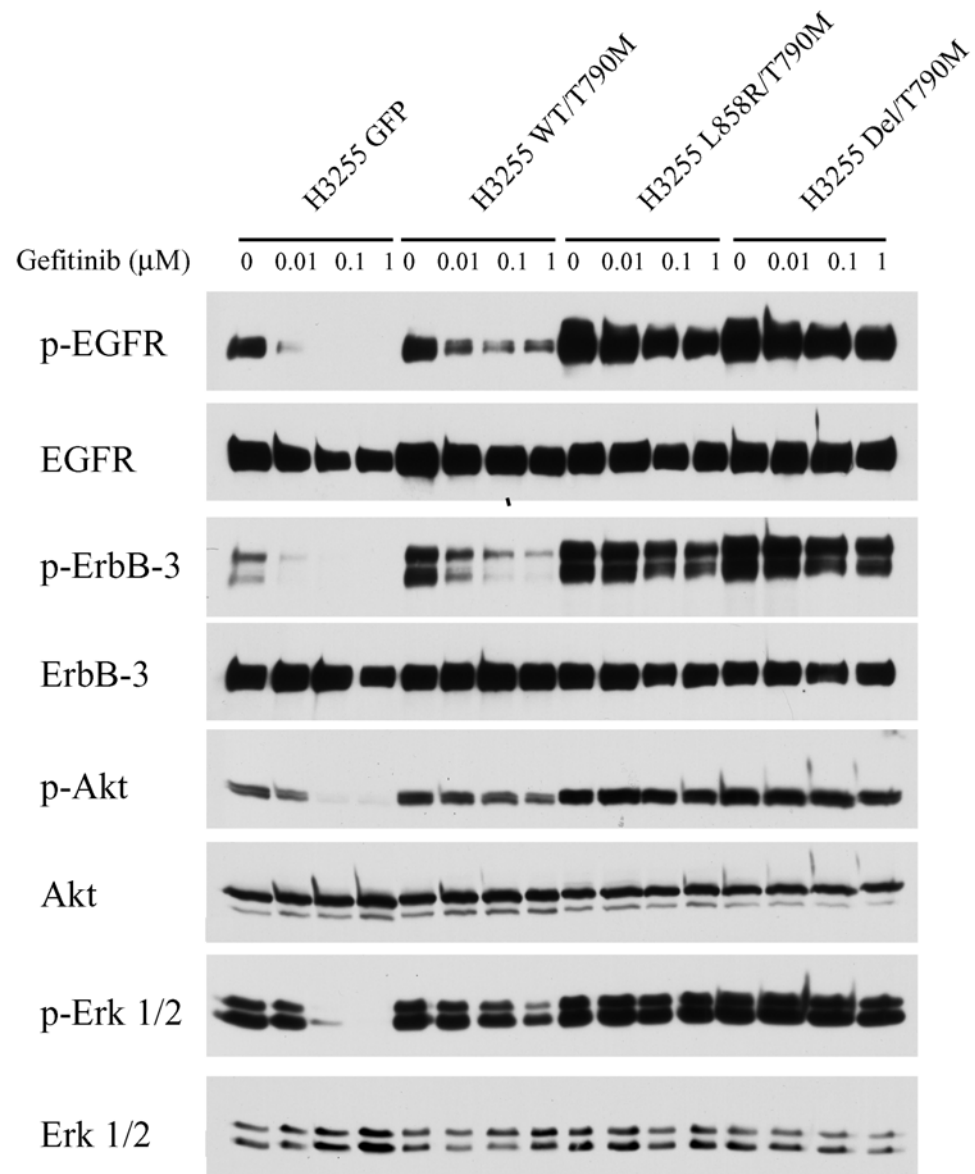 H3255 GFP
H3255 WT/T790M
H3255 L858R/T790M
H3255 Del/T790M
Gefitinib (μM) 0 0.01 0.1 1 0 0.01 0.1 1 0 0.01 0.1 1 0 0.01 0.1 1
p-EGFR
EGFR
p-ErbB-3
ErbB-3
p-Akt
Akt
p-Erk 1/2
Erk 1/2